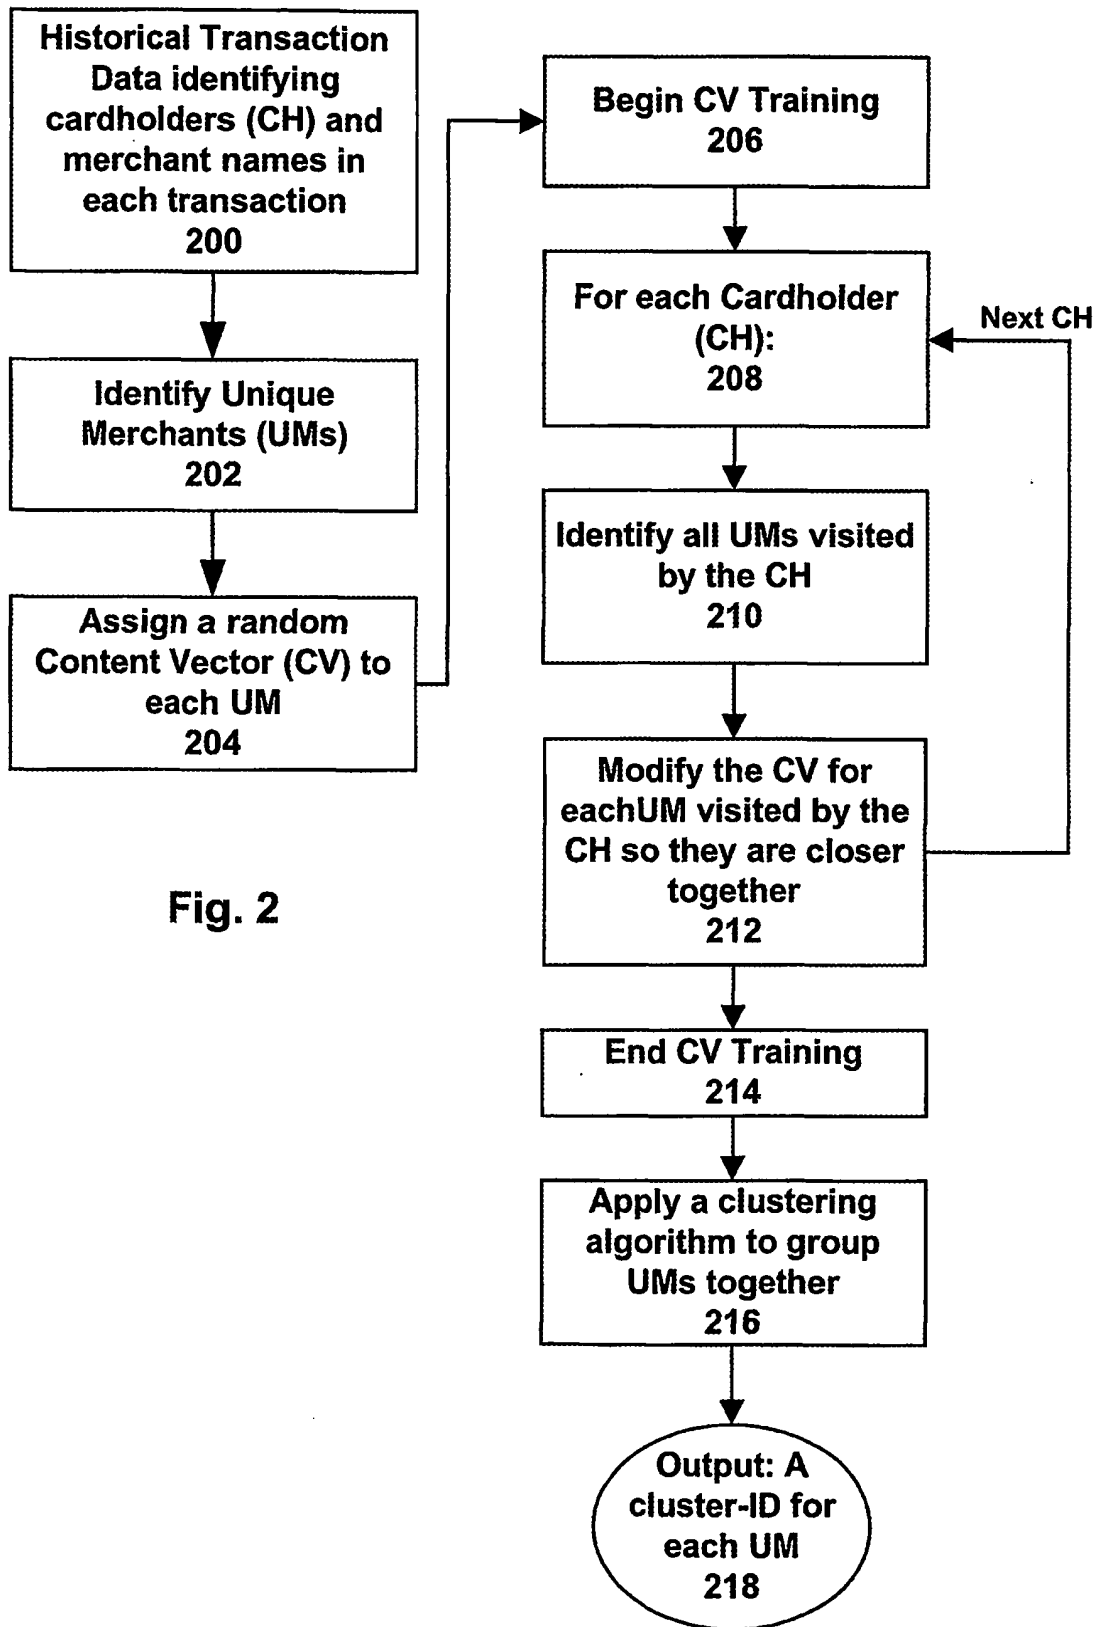 Historical Transaction
Data identifying
cardholders (CH) and
merchant names in
each transaction
200
Identify Unique
Merchants (UMs)
202
Assign a random
Content Vector (CV) to
each UM
204
Fig. 2
Begin CV Training
206
For each Cardholder
(CH):
208
Next CH
Identify all UMs visited
by the CH
210
Modify the CV for
eachUM visited by the
CH so they are closer
together
212
End CV Training
214
Apply a clustering
algorithm to group
UMs together
216
Output: A
cluster-ID for
each UM
218